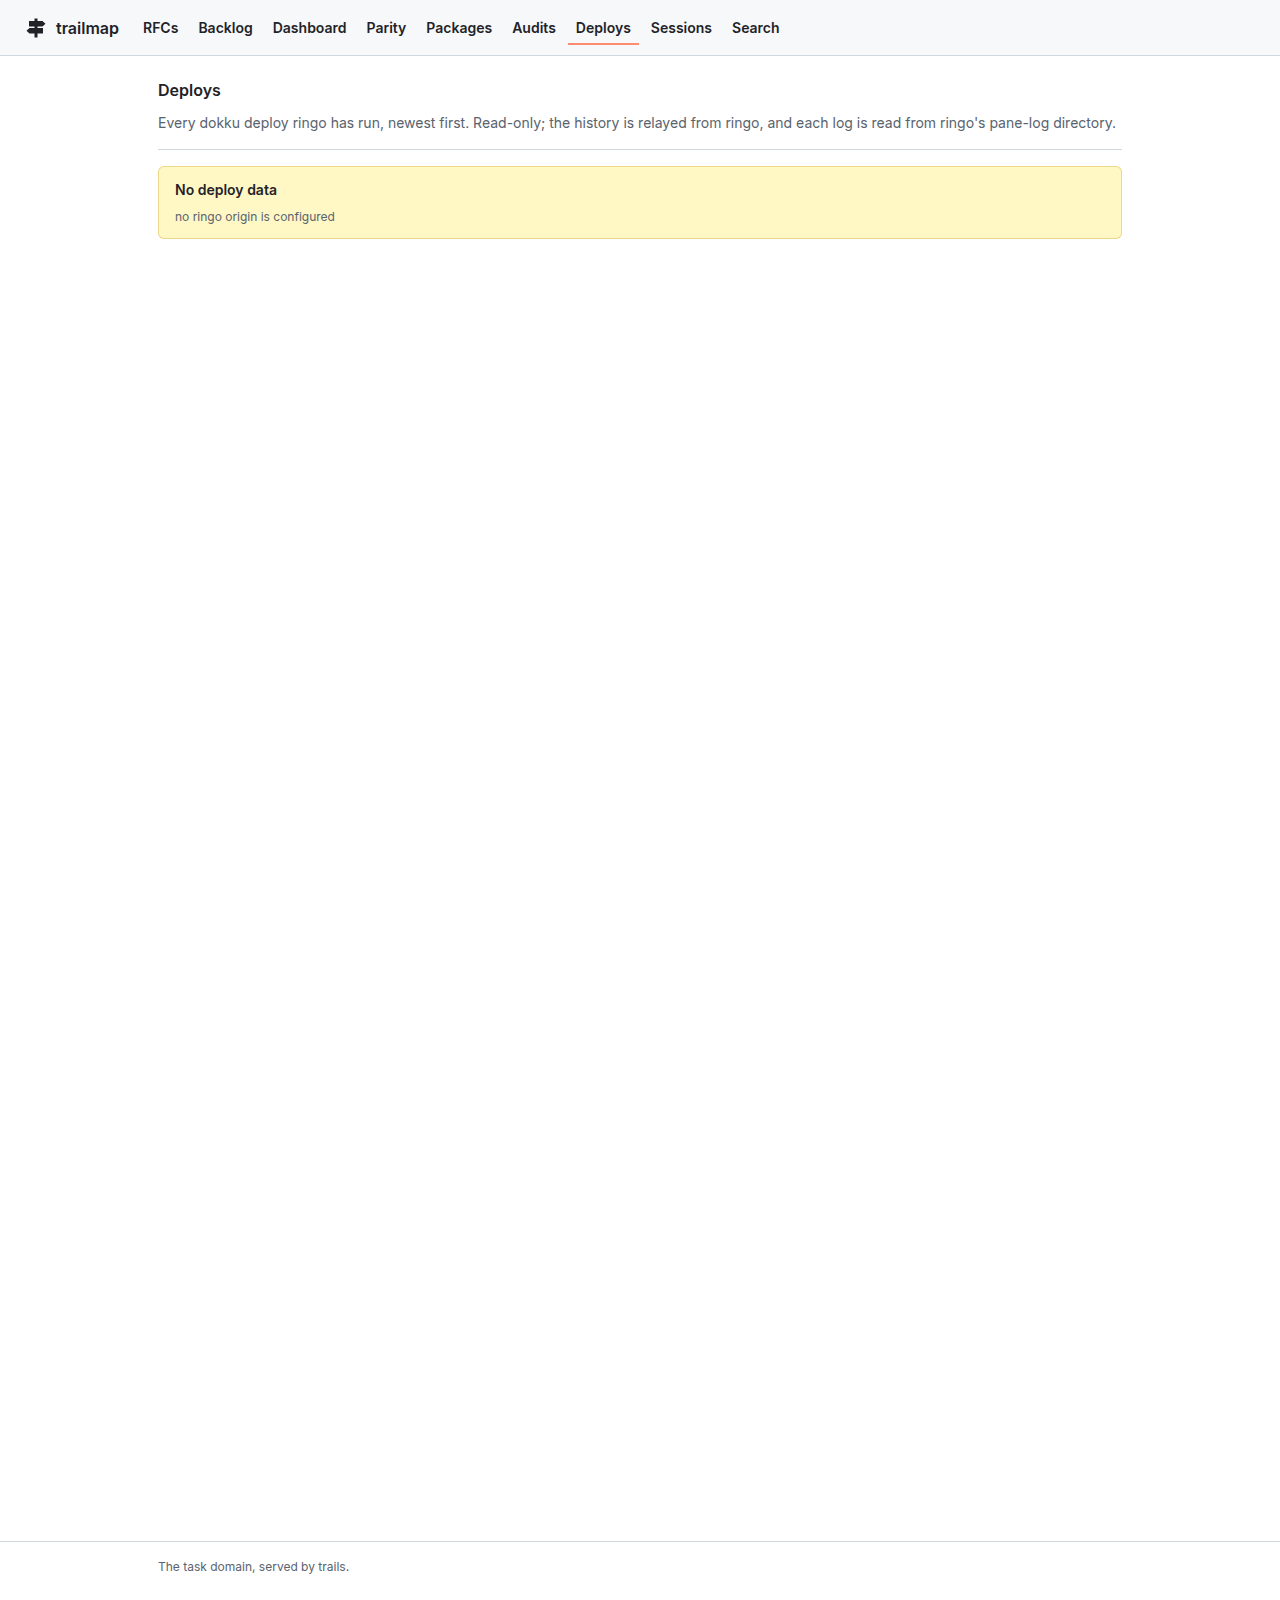 trailmap RFCs Backlog Dashboard Parity Packages Audits Deploys Sessions Search
Deploys
Every dokku deploy ringo has run, newest first. Read-only; the history is relayed from ringo, and each log is read from ringo's pane-log directory.
No deploy data
no ringo origin is configured
The task domain, served by trails.